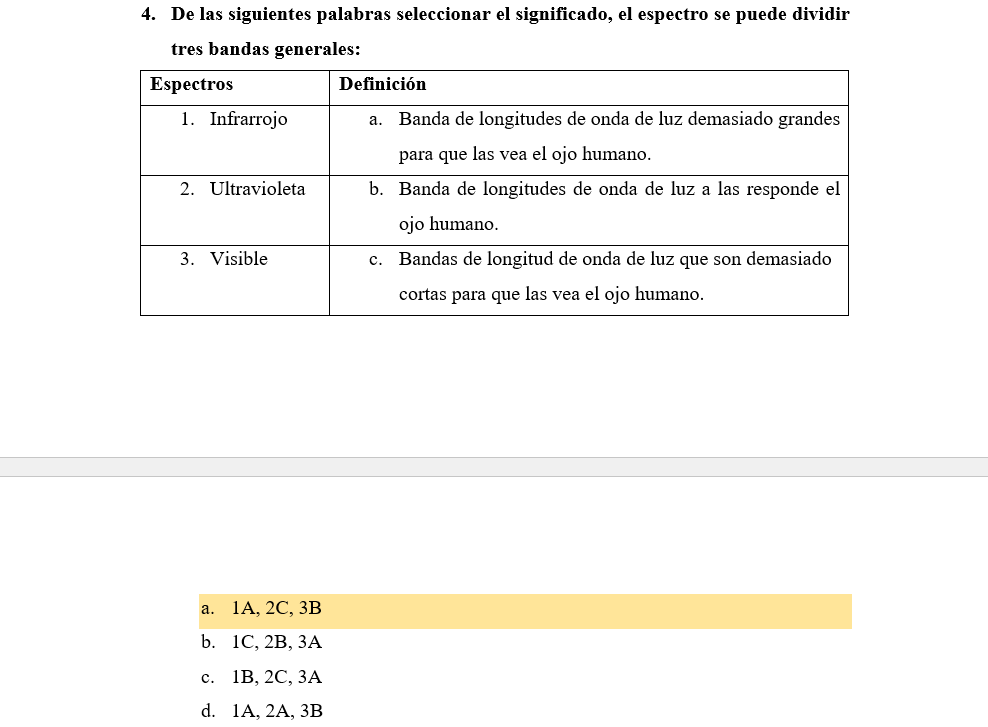 4. De las siguientes palabras seleccionar el significado, el espectro se puede dividir
tres bandas generales:
Espectros Definición
1. Infrarrojo a. Banda de longitudes de onda de luz demasiado grandes
para que las vea el ojo humano.
2. Ultravioleta b. Banda de longitudes de onda de luz a las responde el
ojo humano.
3. Visible c. Bandas de longitud de onda de luz que son demasiado
cortas para que las vea el ojo humano.
a. 1A, 2C, 3B
b. 1C, 2B, 3A
c. 1B, 2C, 3A
d. 1A, 2A, 3B